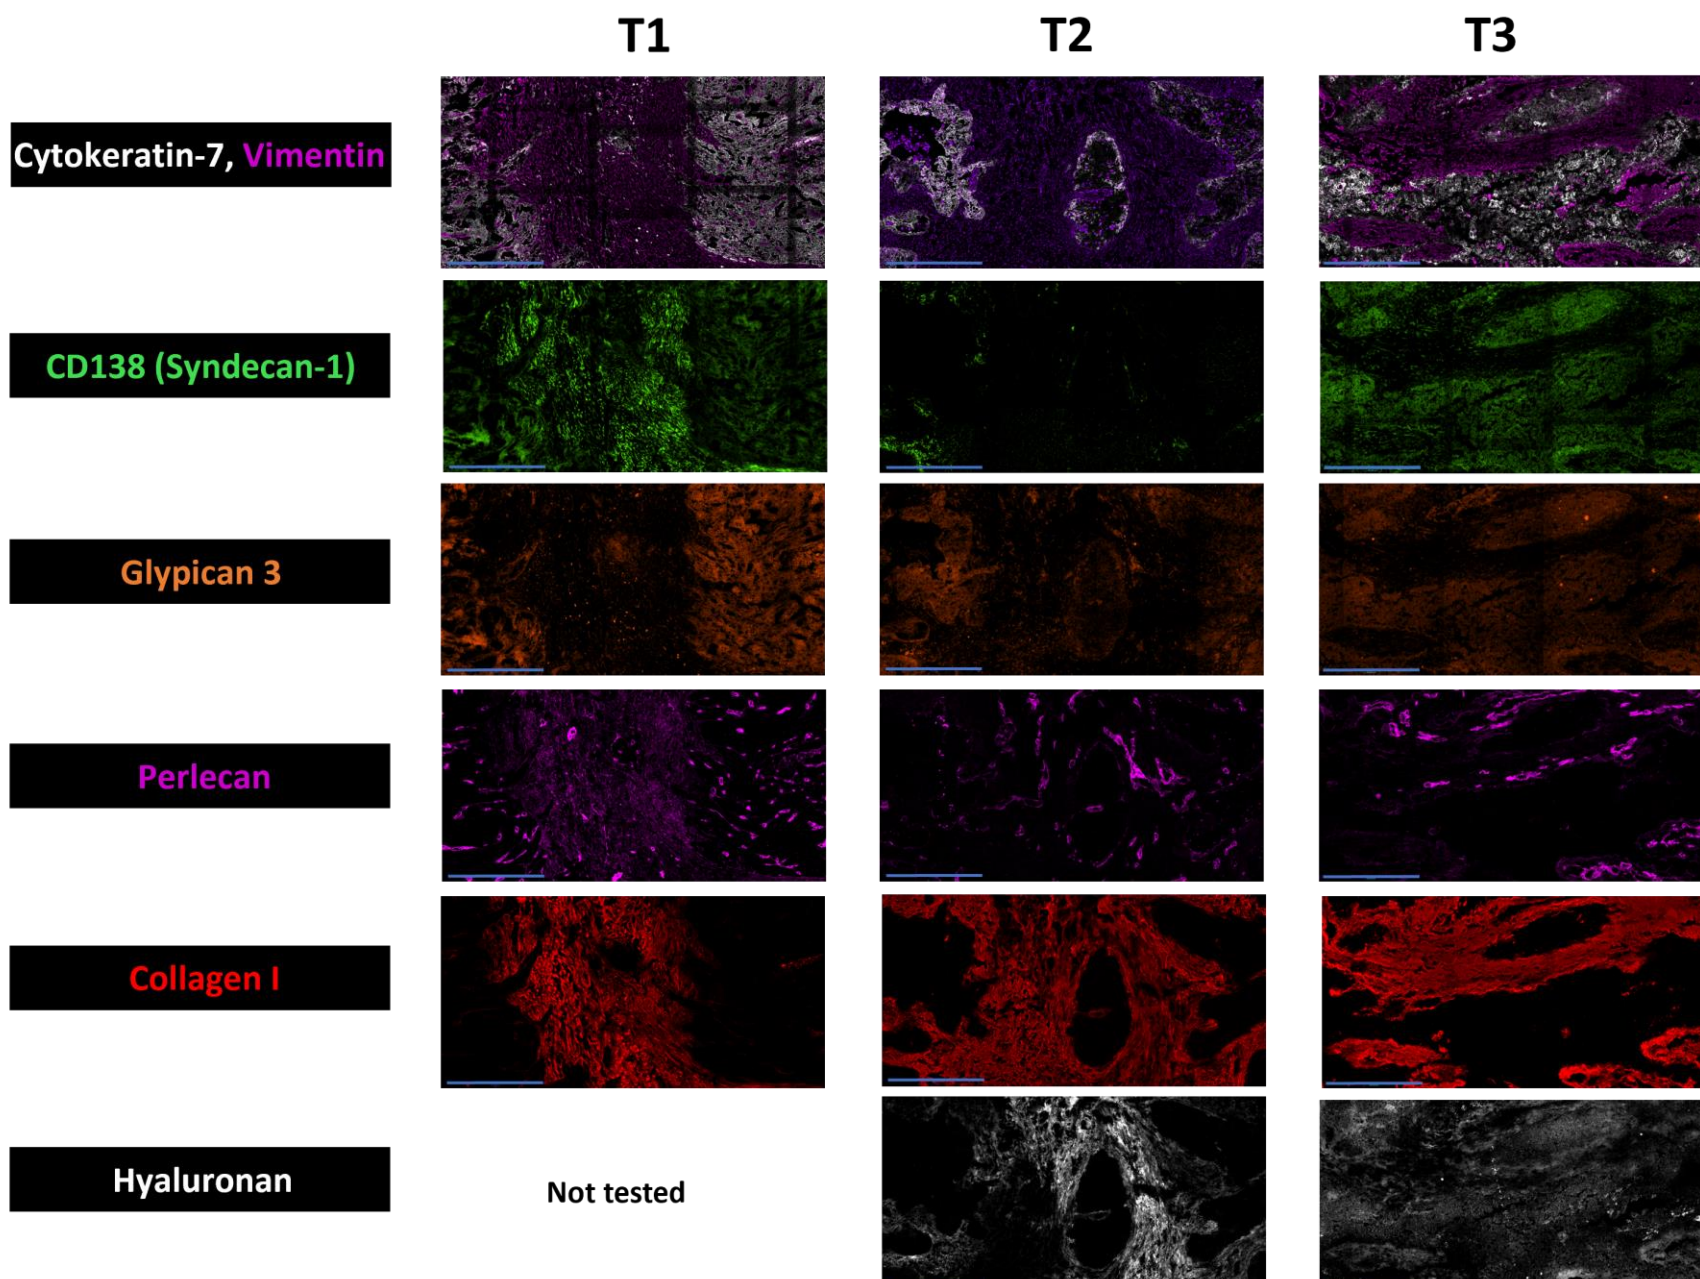 T1 T2 T3
Cytokeratin-7, Vimentin
CD138 (Syndecan-1)
Glypican 3
Perlecan
Collagen I
Hyaluronan
Not tested